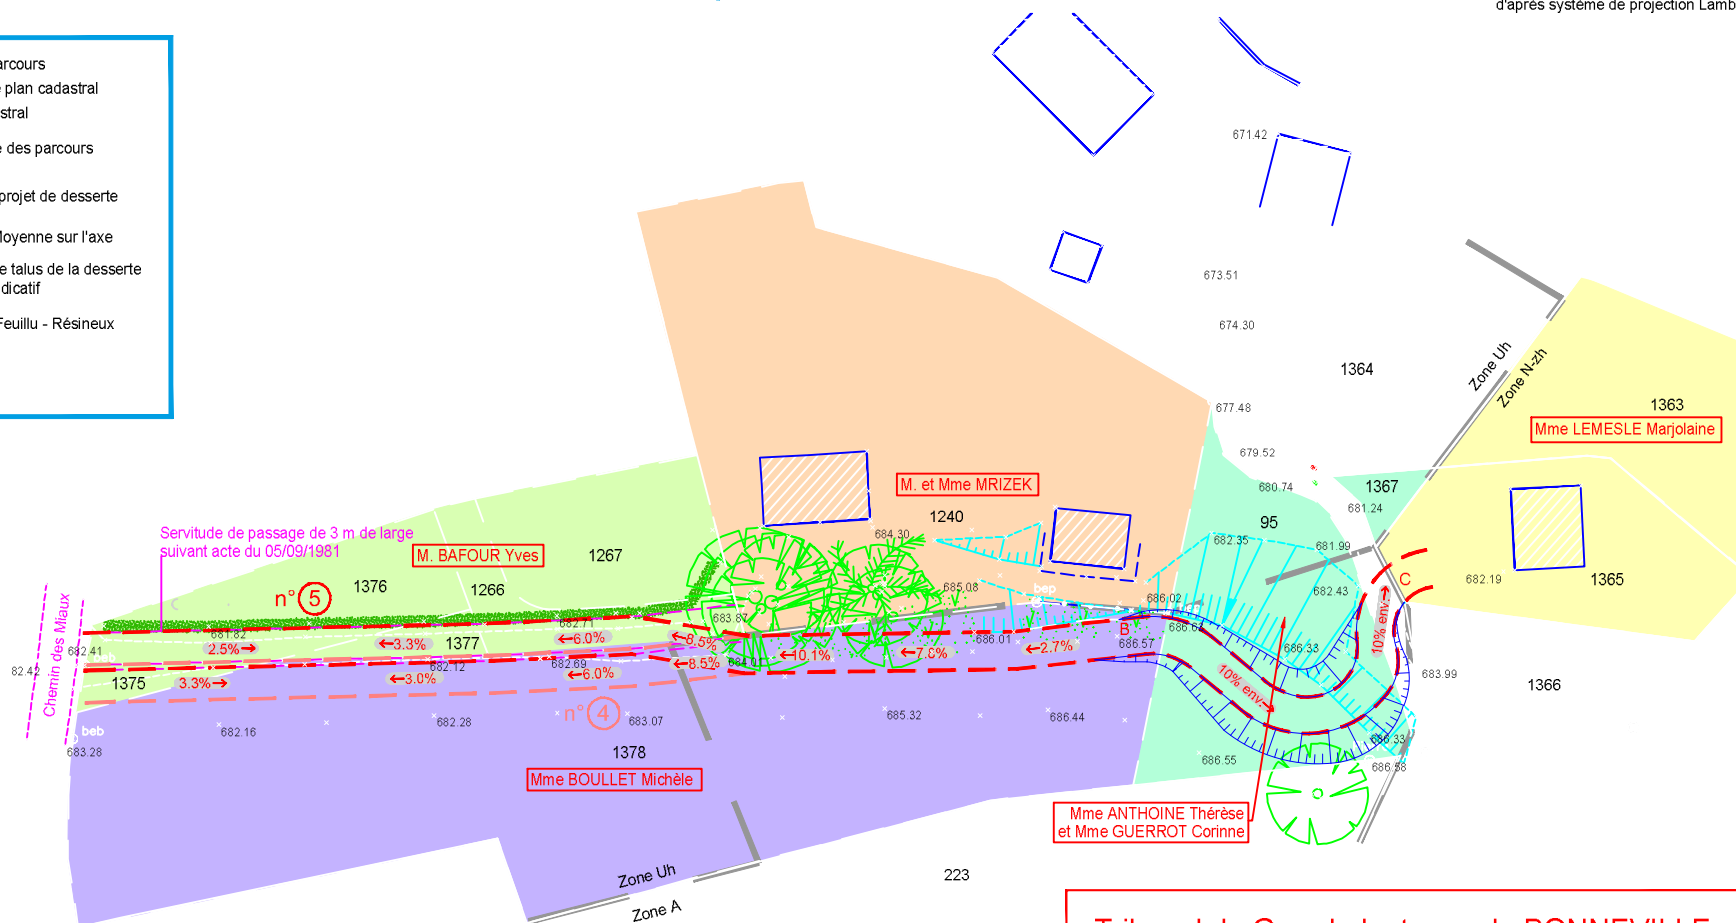 d'après système de projection Lamb
arcours
plan cadastral
stral
des parcours
projet de desserte
Moyenne sur l'axe
e talus de la desserte
dicatif
Feuillu - Résineux
671.42
673.51
674.30
1364
Zone Uh
Zone N-zh
677.48
1363
Mme LEMESLE Marjolaine
679.52
680.74
1367
681.24
M. et Mme MRIZEK
1240
95
684.30
682.35
681.99
Servitude de passage de 3 m de large
suivant acte du 05/09/1981
M. BAFOUR Yves
1267
1376
1266
n° 5
685.08
bep
686.02
682.43
C
682.19
1365
Chemin des Miaux
681.82
682.71
683.87
682.41
2.5%
3.3%
1377
6.0%
8.5%
B
686.01
686.57
686.33
10% env.
82.42
682.12
682.69
684.01
8.5%
10.1%
2.7%
1375
3.3%
3.0%
6.0%
10% env.
683.99
1366
n° 4
682.16
682.28
683.07
685.32
686.44
beb
683.28
1378
686.33
686.55
686.58
Mme BOULLET Michèle
Mme ANTHOINE Thérèse
et Mme GUERROT Corinne
Zone Uh
Zone A
223